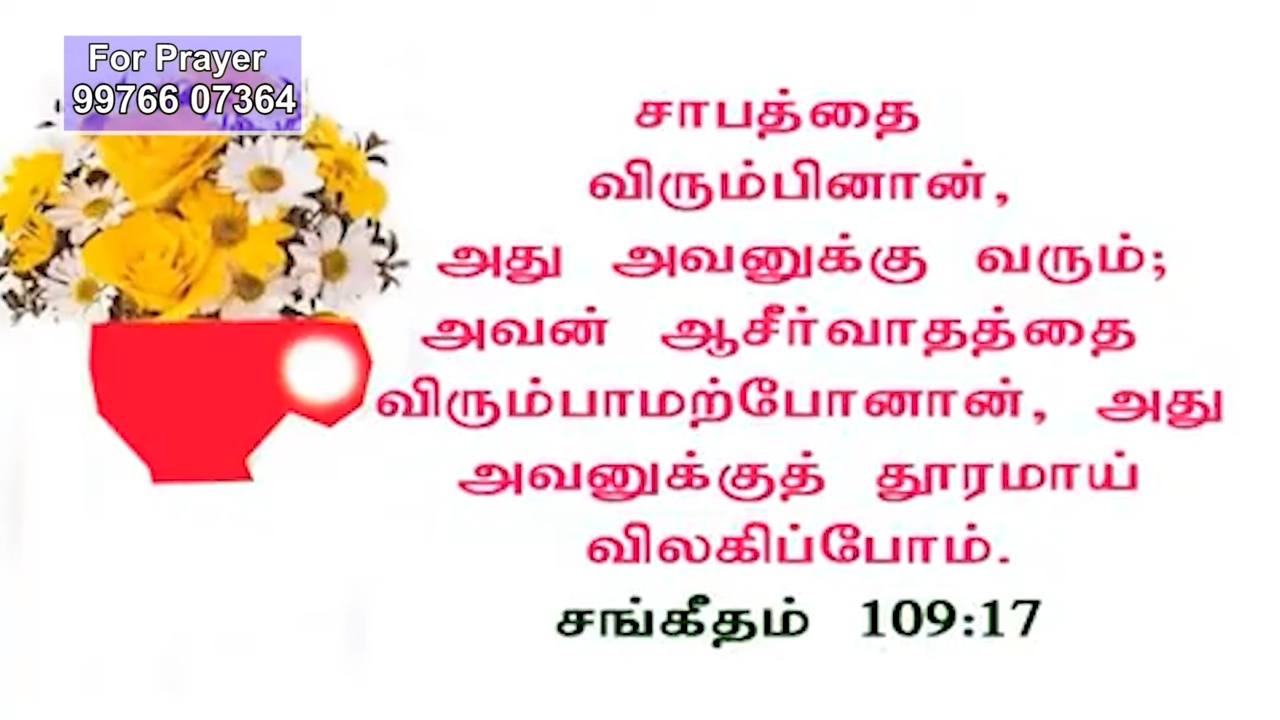 For Prayer
99766 07364
சாபத்தை
விரும்பினான்,
அது அவனுக்கு வரும்;
அவன் ஆசீர்வாதத்தை
விரும்பாமற்போனான், அது
அவனுக்குத் தூரமாய்
விலகிப்போம்.
சங்கீதம் 109:17